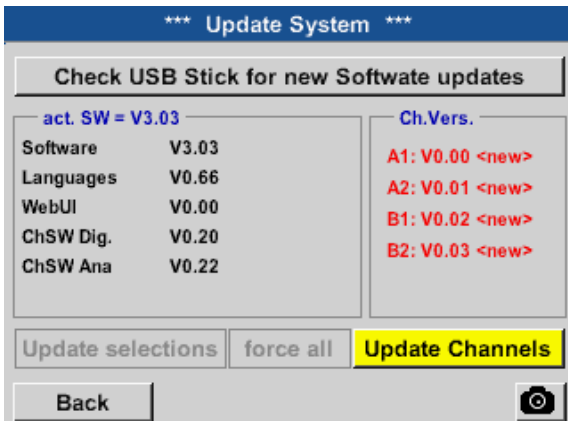 *** Update System ***
Check USB Stick for new Softwate updates
act. SW = V3.03
Software V3.03
Languages V0.66
WebUI V0.00
ChSW Dig. V0.20
ChSW Ana V0.22
Ch.Vers.
A1: V0.00 <new>
A2: V0.01 <new>
B1: V0.02 <new>
B2: V0.03 <new>
Update selections force all Update Channels
Back